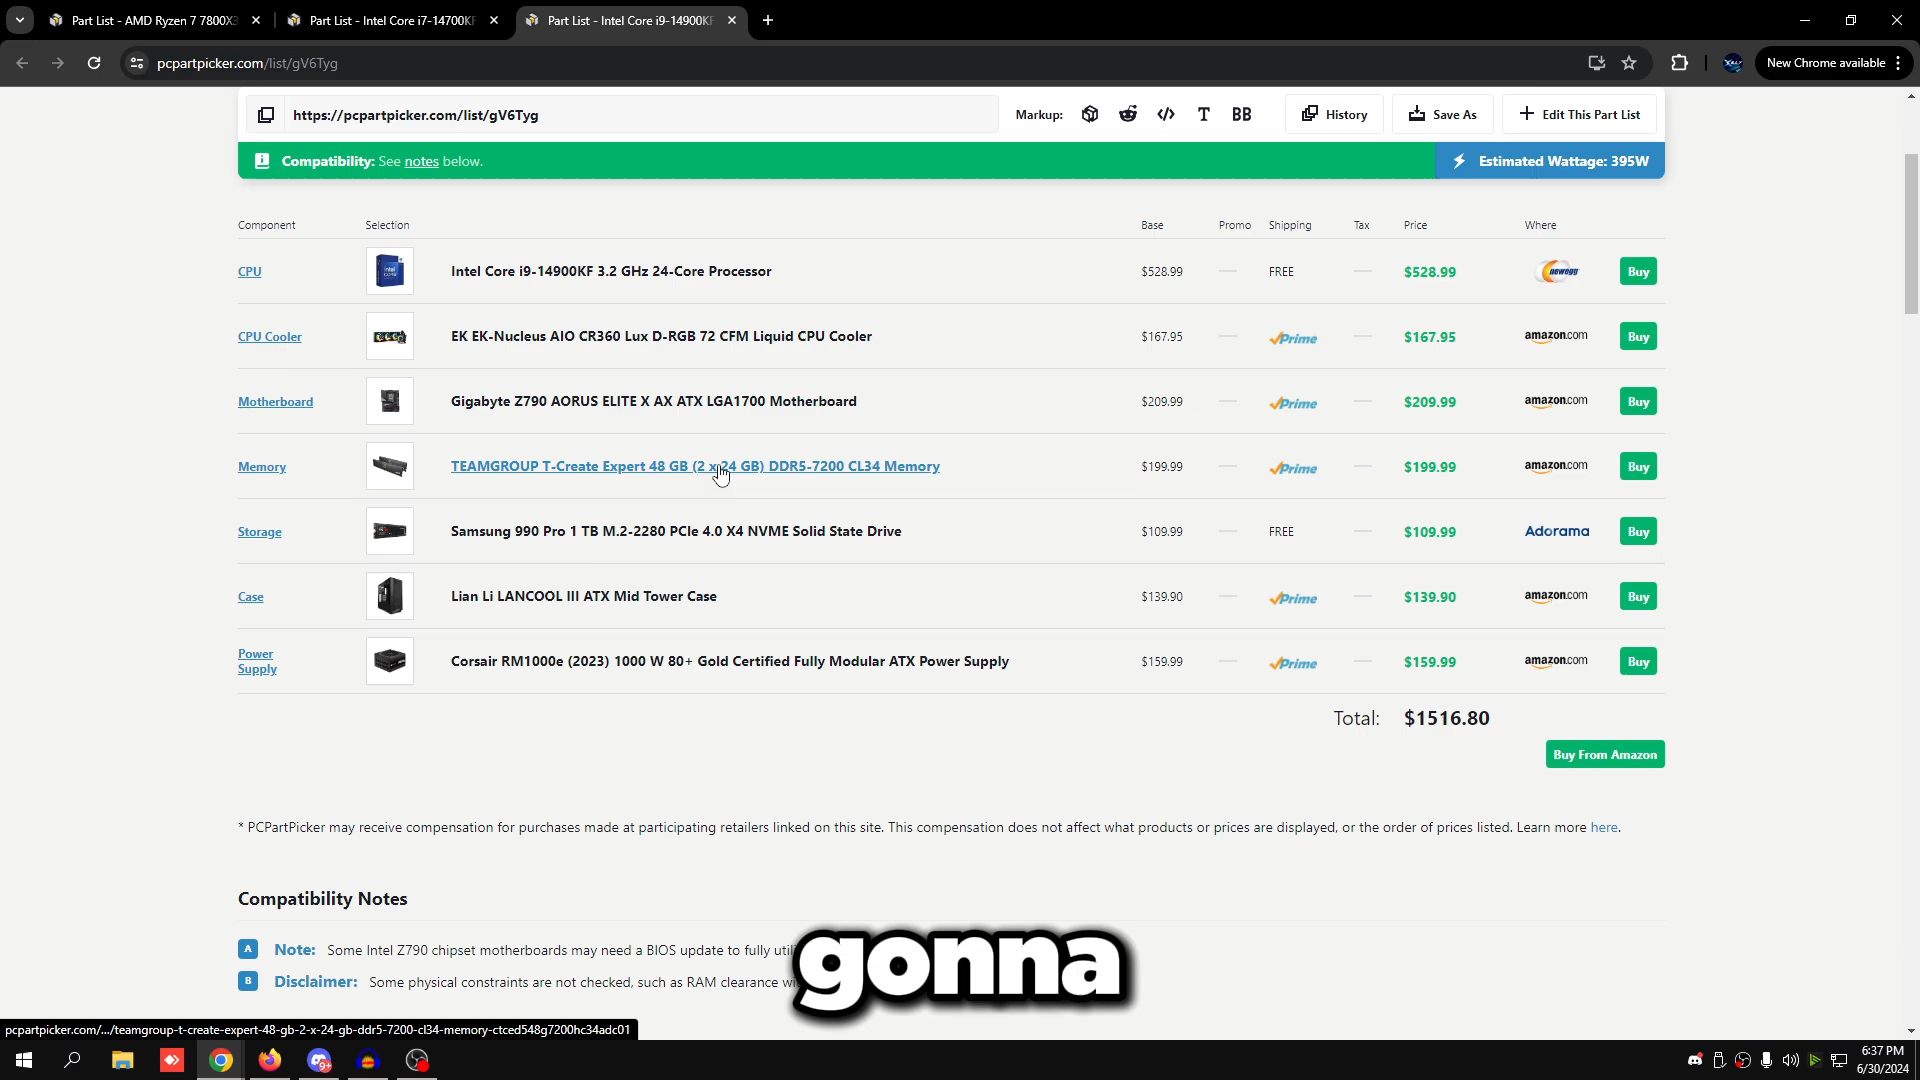 Part List - AMD Ryzen 7 7800X3
Part List - Intel Core i7-14700KF
Part List - Intel Core i9-14900KF
pcpartpicker.com/list/gV6Tyg
New Chrome available
https://pcpartpicker.com/list/gV6Tyg
Markup:
T
BB
History
Save As
Edit This Part List
Compatibility: See notes below.
Estimated Wattage: 395W
Component Selection Base Promo Shipping Tax Price Where
CPU Intel Core i9-14900KF 3.2 GHz 24-Core Processor $528.99 — FREE — $528.99 newegg Buy
CPU Cooler EK EK-Nucleus AIO CR360 Lux D-RGB 72 CFM Liquid CPU Cooler $167.95 — Prime — $167.95 amazon.com Buy
Motherboard Gigabyte Z790 AORUS ELITE X AX ATX LGA1700 Motherboard $209.99 — Prime — $209.99 amazon.com Buy
Memory TEAMGROUP T-Create Expert 48 GB (2 x 24 GB) DDR5-7200 CL34 Memory $199.99 — Prime — $199.99 amazon.com Buy
Storage Samsung 990 Pro 1 TB M.2-2280 PCIe 4.0 X4 NVME Solid State Drive $109.99 — FREE — $109.99 Adorama Buy
Case Lian Li LANCOOL III ATX Mid Tower Case $139.90 — Prime — $139.90 amazon.com Buy
Power
Supply Corsair RM1000e (2023) 1000 W 80+ Gold Certified Fully Modular ATX Power Supply $159.99 — Prime — $159.99 amazon.com Buy
Total: $1516.80
Buy From Amazon
* PCPartPicker may receive compensation for purchases made at participating retailers linked on this site. This compensation does not affect what products or prices are displayed, or the order of prices listed. Learn more here.
Compatibility Notes
A Note: Some Intel Z790 chipset motherboards may need a BIOS update to fully utili
B Disclaimer: Some physical constraints are not checked, such as RAM clearance wi
gonna
pcpartpicker.com/.../teamgroup-t-create-expert-48-gb-2-x-24-gb-ddr5-7200-cl34-memory-ctced548g7200hc34adc01
9+
6:37 PM
6/30/2024